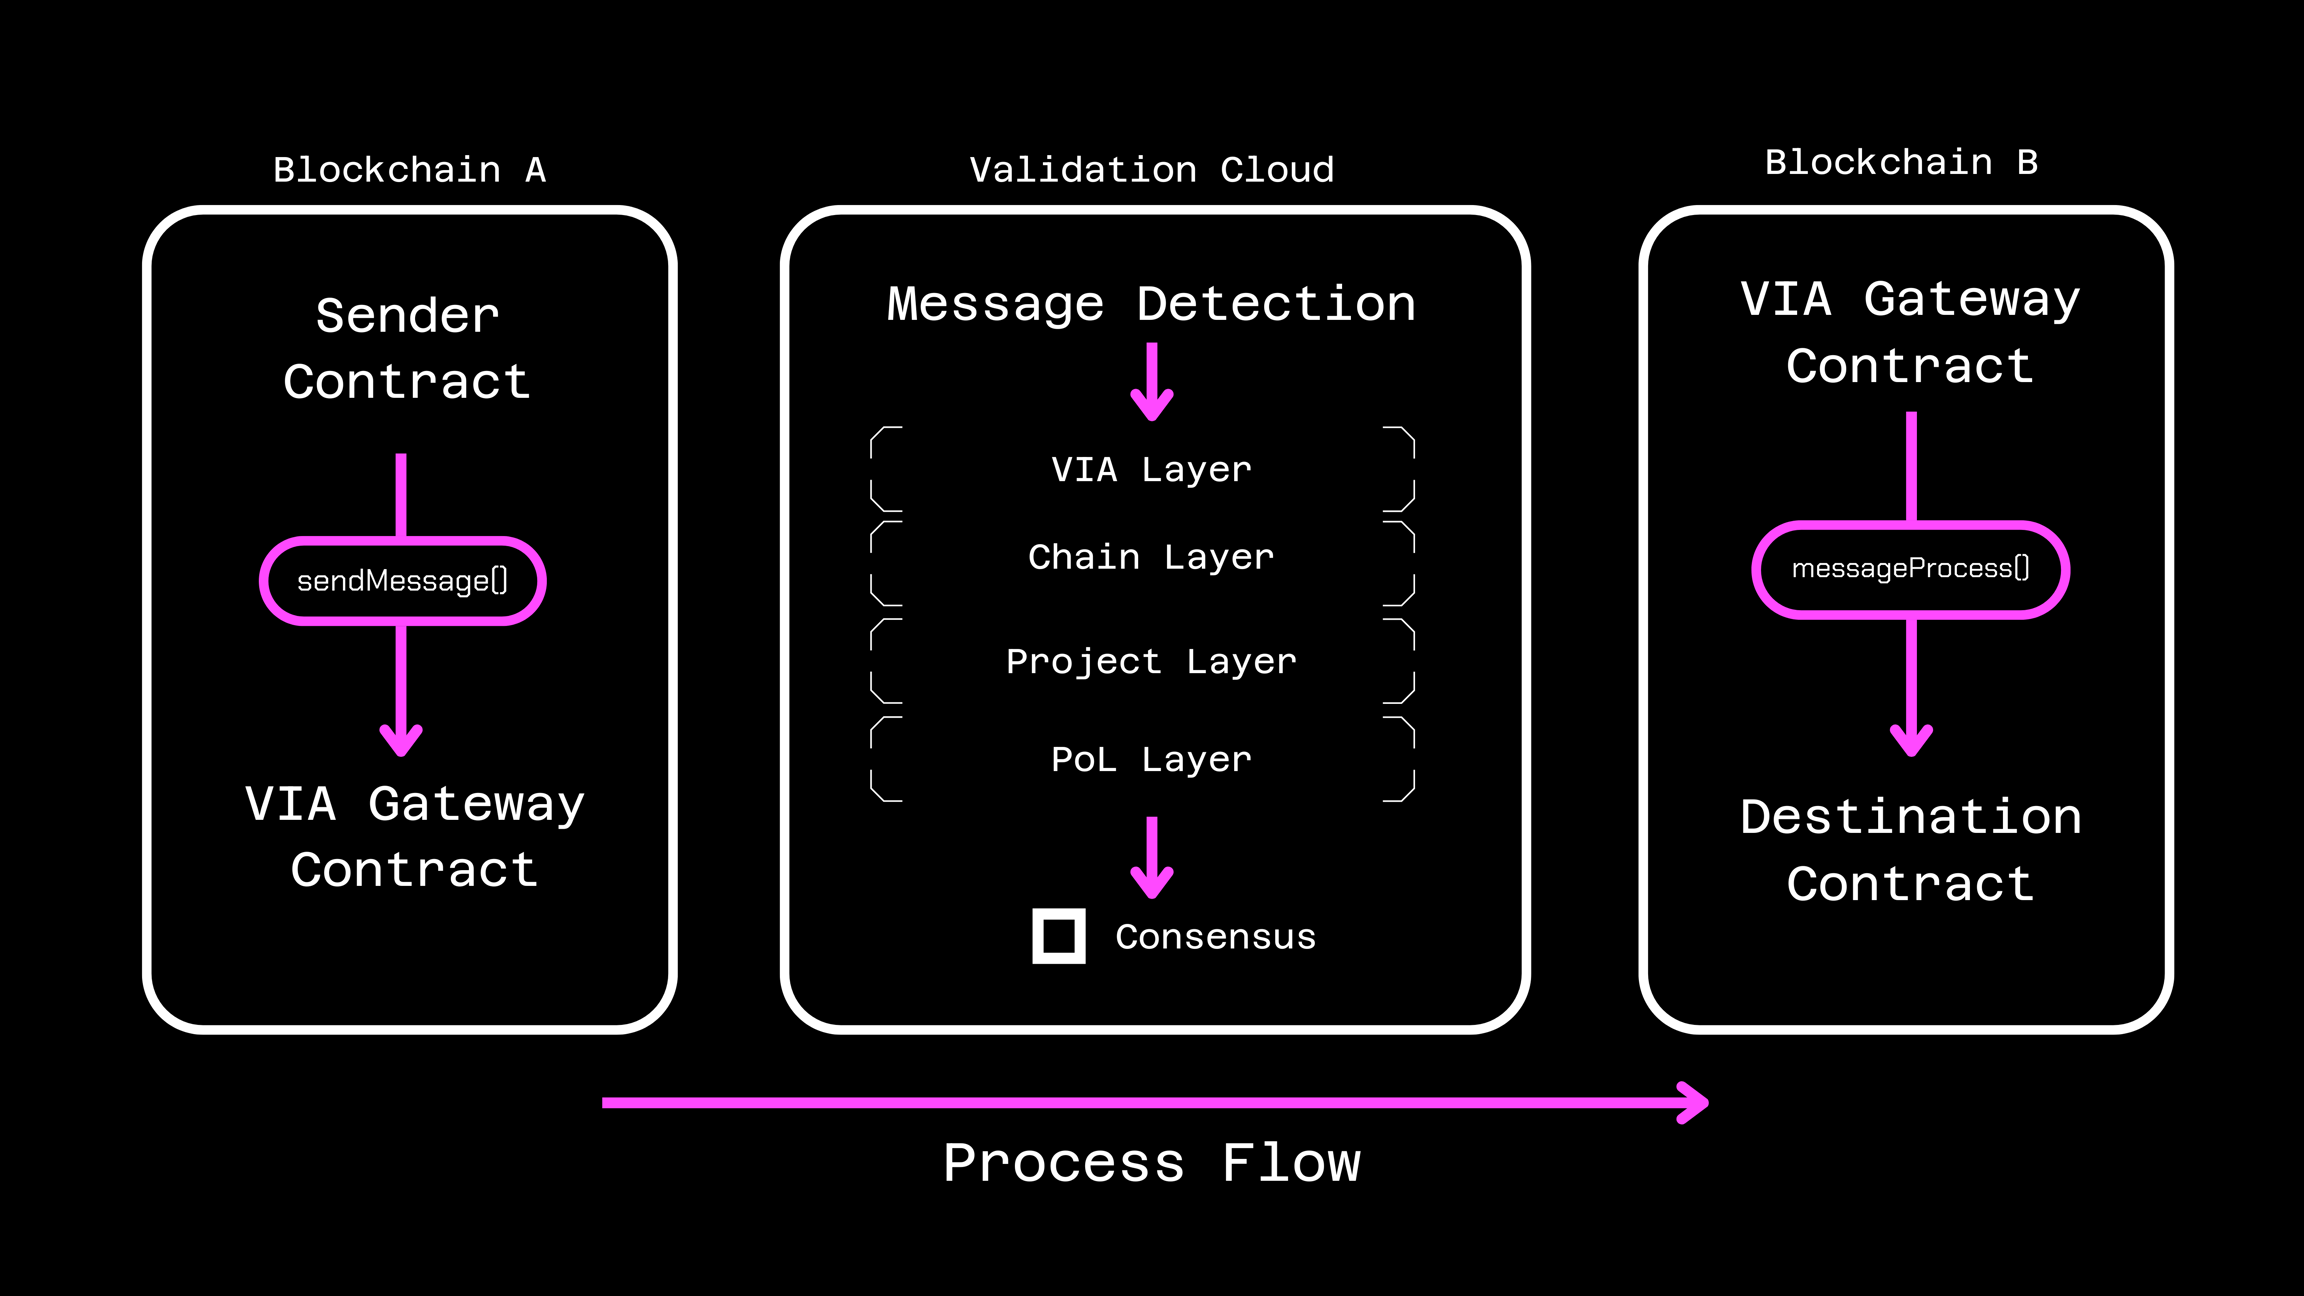 Blockchain A
Sender
Contract
sendMessage()
VIA Gateway
Contract
Validation Cloud
Message Detection
VIA Layer
Chain Layer
Project Layer
PoL Layer
Consensus
Blockchain B
VIA Gateway
Contract
messageProcess()
Destination
Contract
Process Flow